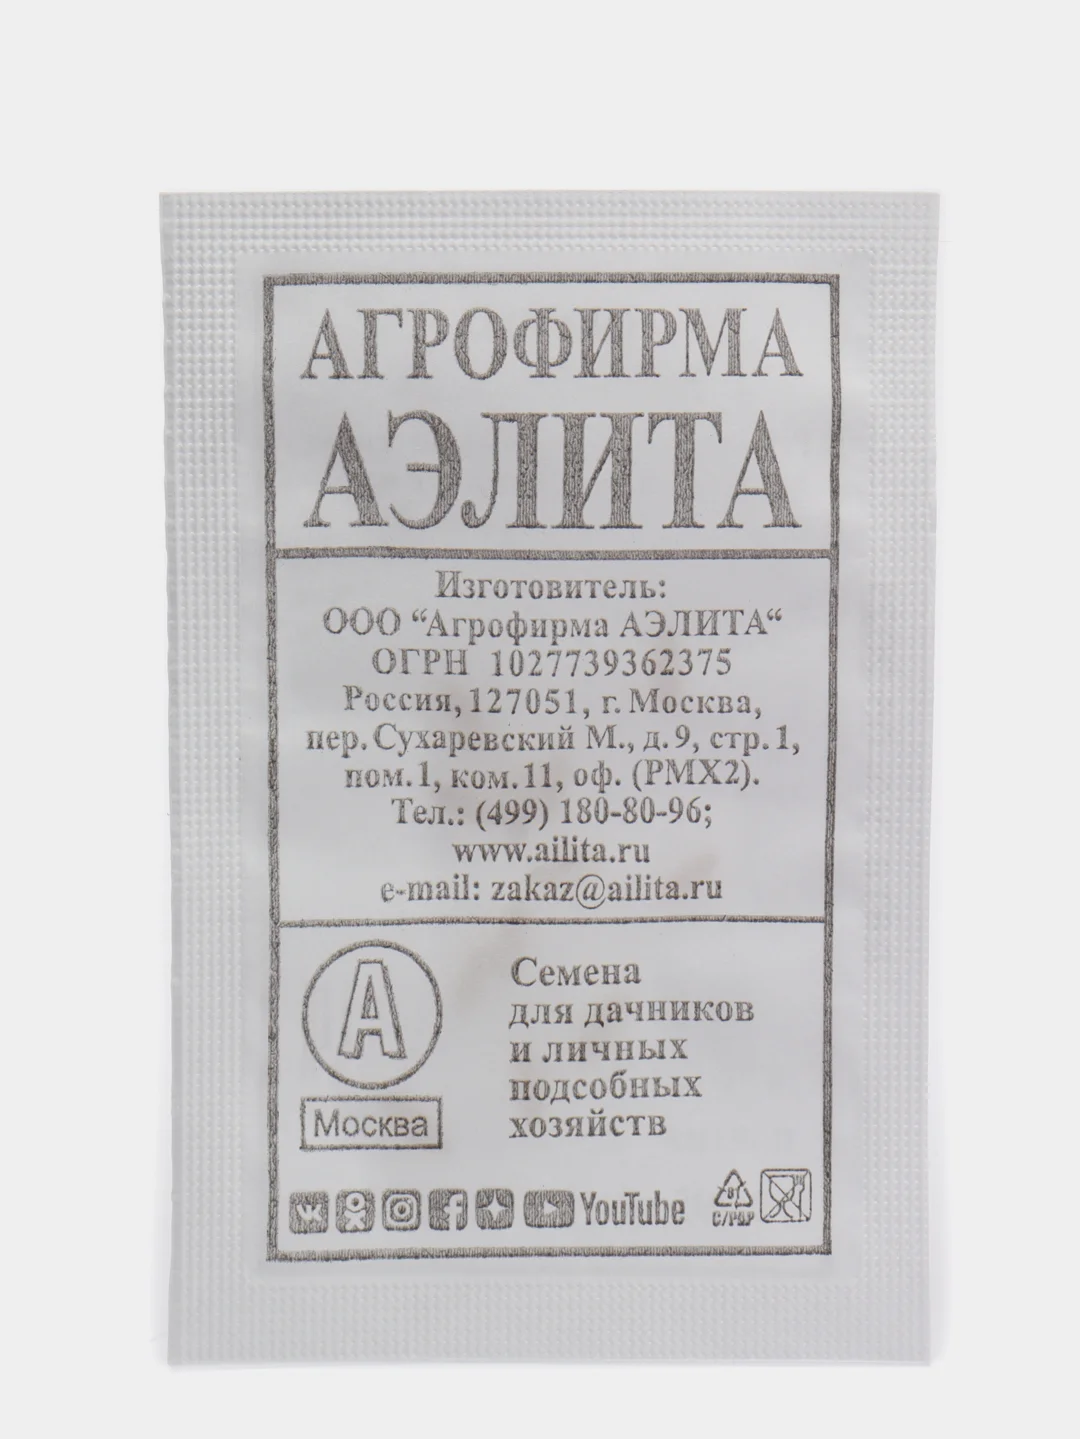 АГРОФИРМА
АЭЛИТА
Изготовитель:
ООО “Агрофирма АЭЛИТА“
ОГРН 1027739362375
Россия, 127051, г. Москва,
пер. Сухаревский М., д. 9, стр. 1,
пом. 1, ком. 11, оф. (РМХ2).
Тел.: (499) 180-80-96;
www.ailita.ru
e-mail: zakaz@ailita.ru
А
Москва
Семена
для дачников
и личных
подсобных
хозяйств
YouTube
81
C/PAP